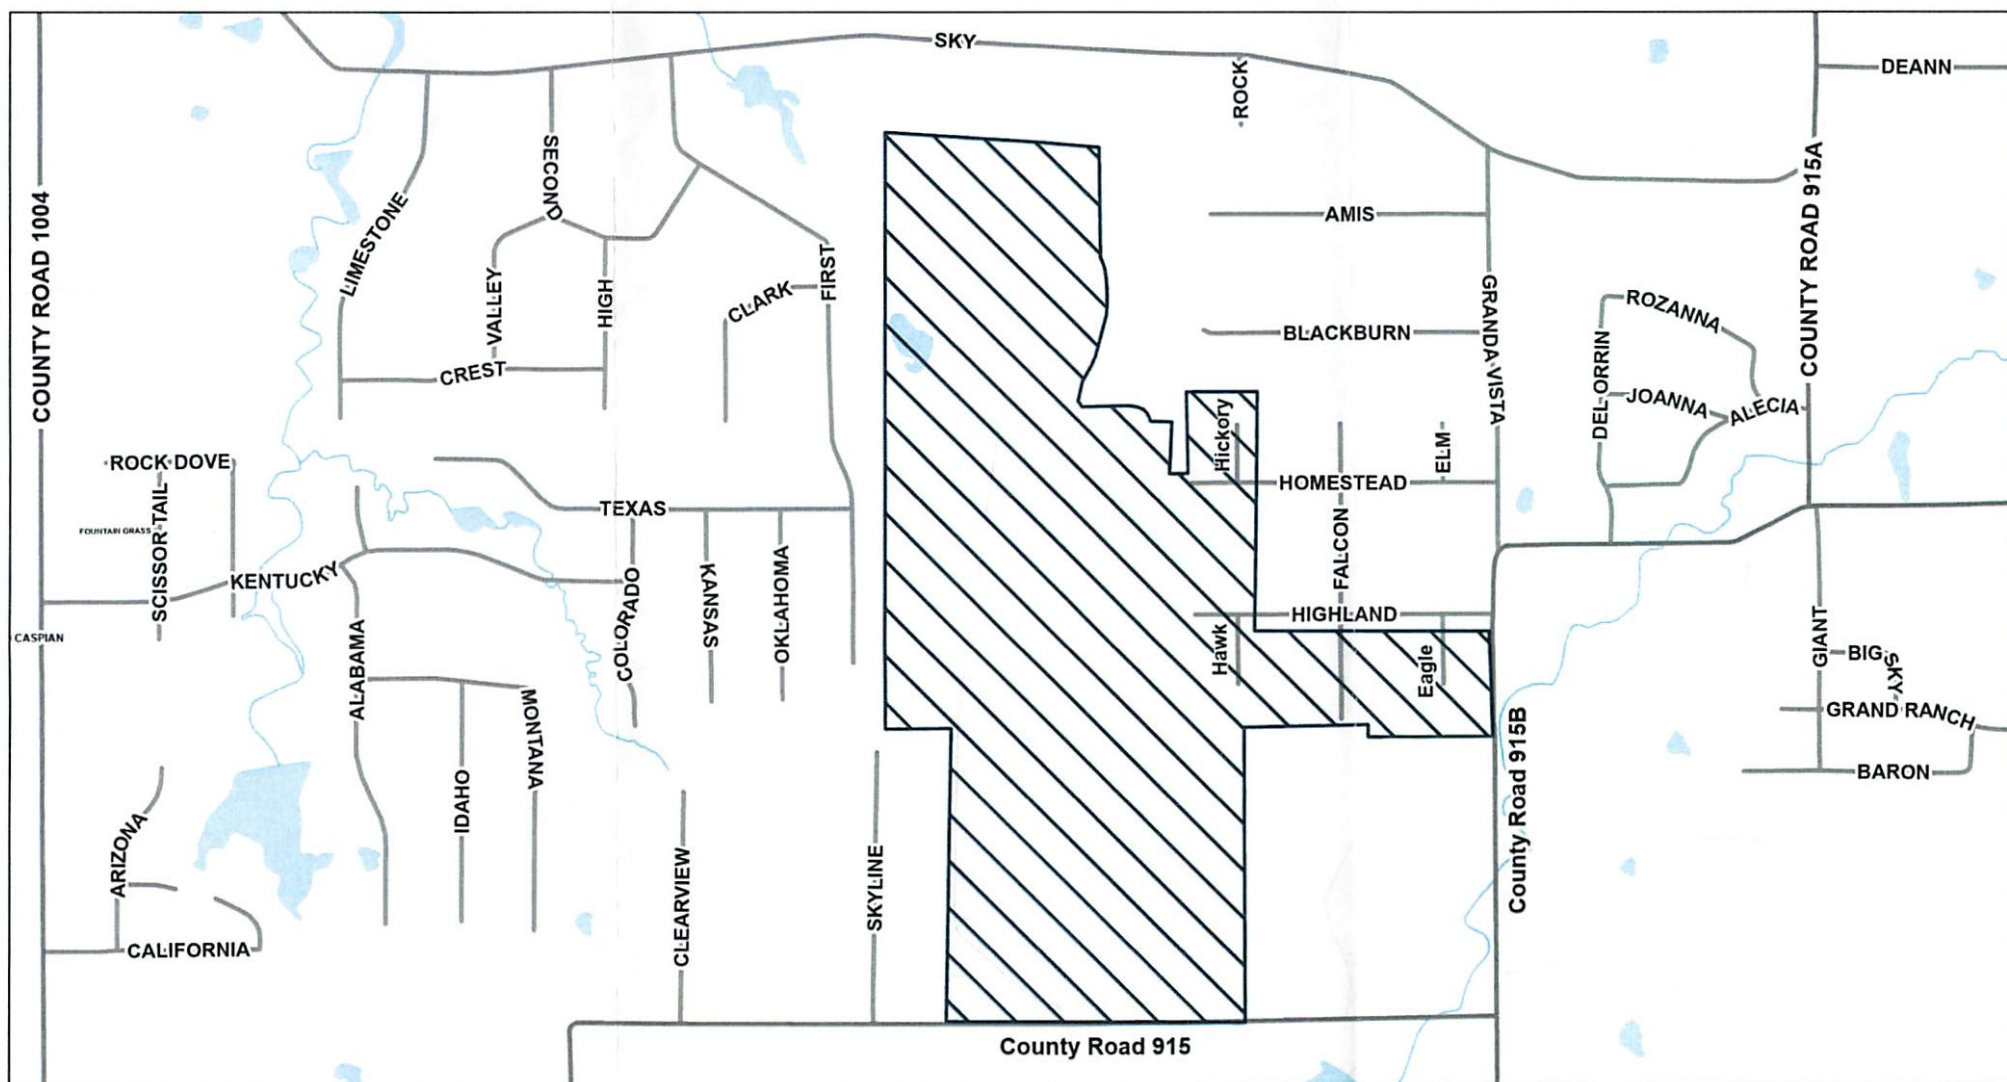 SKY
DEANN
ROCK
SECOND
COUNTY ROAD 915A
COUNTY ROAD 1004
LIMESTONE
AMIS
VALLEY
HIGH
CLARK
FIRST
GRANDA VISTA
ROZANNA
BLACKBURN
CREST
DEL ORRIN
JOANNA
ALECIA
Hickory
ELM
ROCK DOVE
HOMESTEAD
SCISSOR TAIL
FOUNTAIN GRASS
TEXAS
FALCON
KENTUCKY
KANSAS
OKLAHOMA
COLORADO
HIGHLAND
CASPIAN
ALABAMA
Hawk
Eagle
GIANT
BIG SKY
GRAND RANCH
MONTANA
County Road 915B
BARON
IDAHO
ARIZONA
CLEARVIEW
SKYLINE
CALIFORNIA
County Road 915